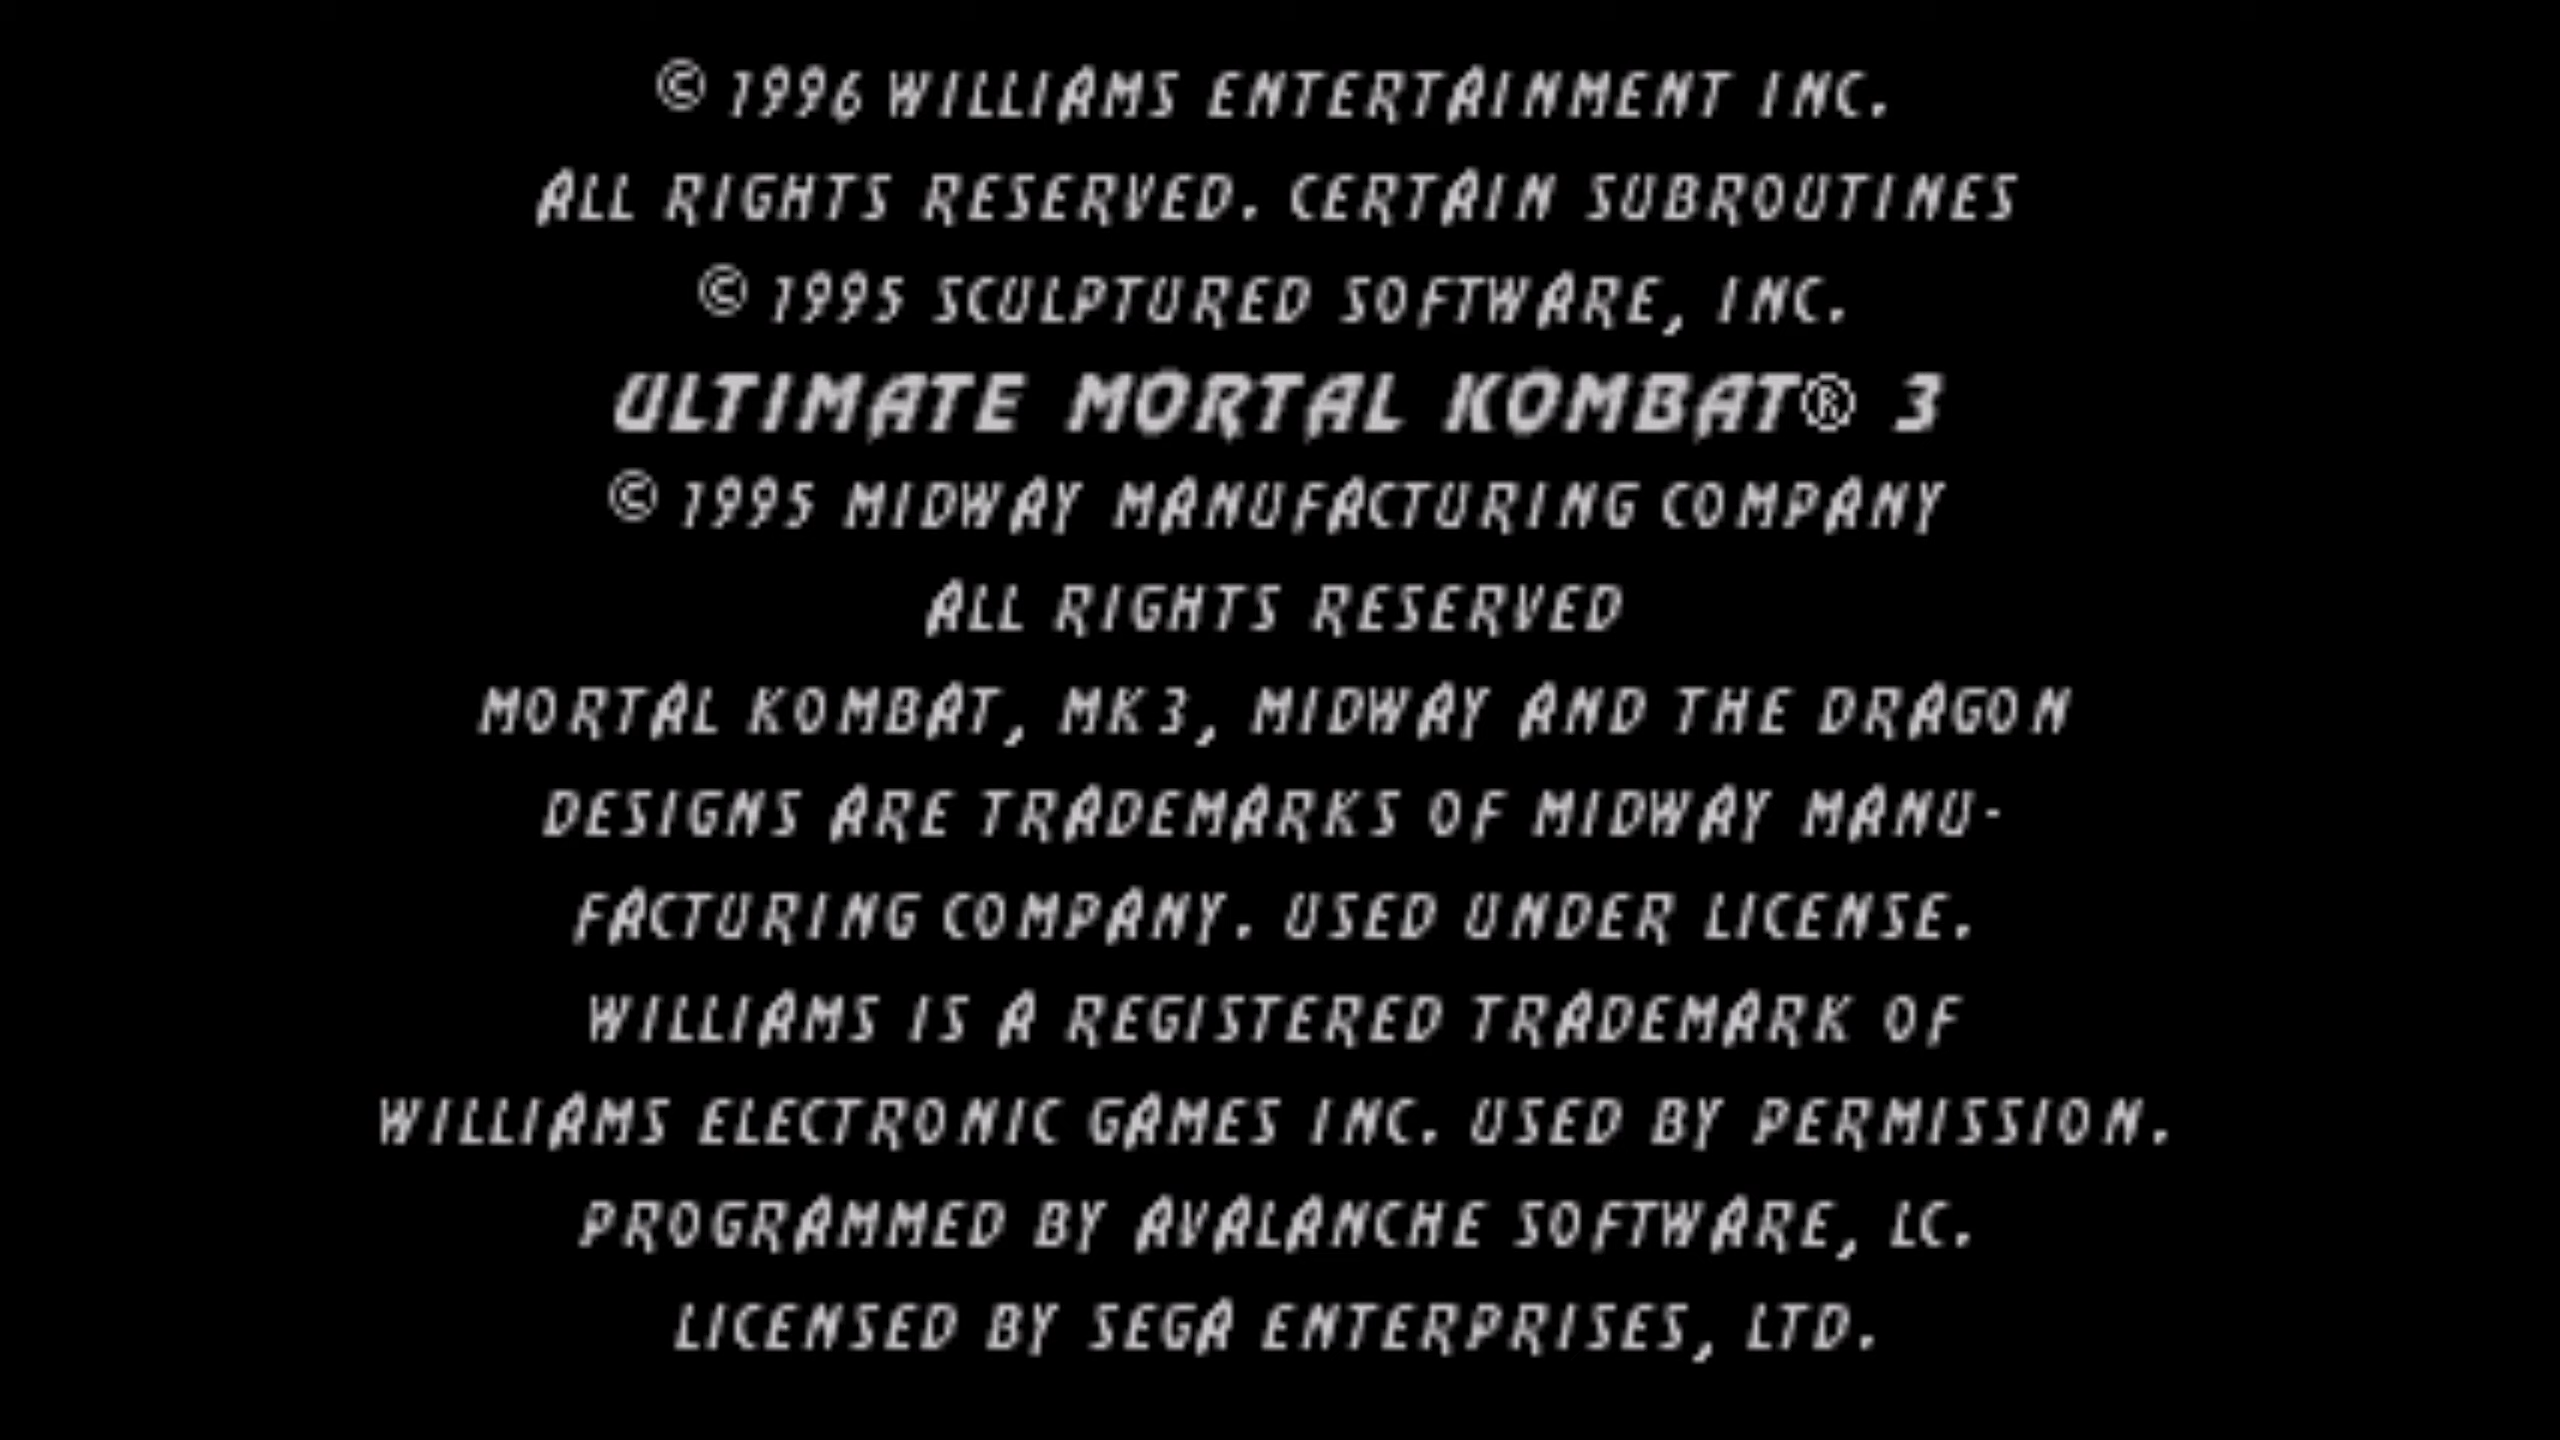 © 1996 WILLIAMS ENTERTAINMENT INC.
ALL RIGHTS RESERVED. CERTAIN SUBROUTINES
© 1995 SCULPTURED SOFTWARE, INC.
ULTIMATE MORTAL KOMBAT® 3
© 1995 MIDWAY MANUFACTURING COMPANY
ALL RIGHTS RESERVED
MORTAL KOMBAT, MK3, MIDWAY AND THE DRAGON
DESIGNS ARE TRADEMARKS OF MIDWAY MANU-
FACTURING COMPANY. USED UNDER LICENSE.
WILLIAMS IS A REGISTERED TRADEMARK OF
WILLIAMS ELECTRONIC GAMES INC. USED BY PERMISSION.
PROGRAMMED BY AVALANCHE SOFTWARE, LC.
LICENSED BY SEGA ENTERPRISES, LTD.